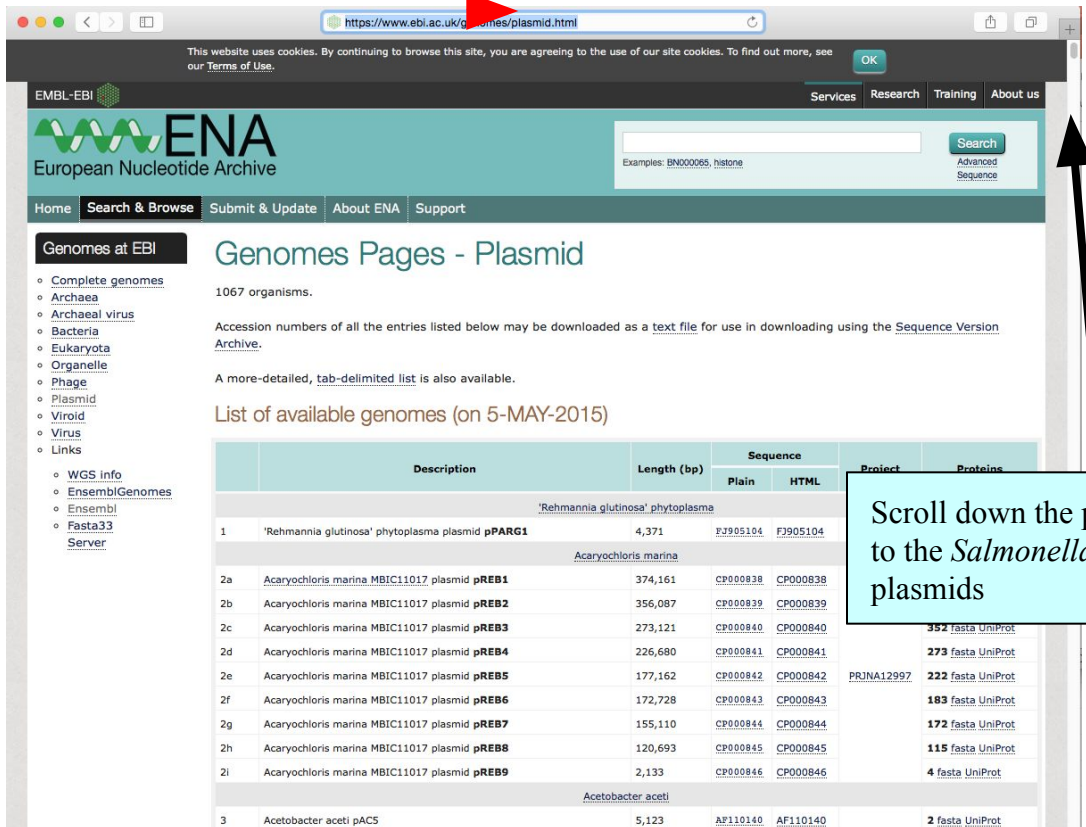 https://www.ebi.ac.uk/genomes/plasmid.html
This website uses cookies. By continuing to browse this site, you are agreeing to the use of our site cookies. To find out more, see
our Terms of Use.
OK
EMBL-EBI
Services Research Training About us
ENA
European Nucleotide Archive
Search
Examples: BN000065, histone
Advanced
Sequence
Home Search & Browse Submit & Update About ENA Support
Genomes at EBI
Complete genomes
Archaea
Archaeal virus
Bacteria
Eukaryota
Organelle
Phage
Plasmid
Viroid
Virus
Links
WGS info
EnsemblGenomes
Ensembl
Fasta33
Server
Genomes Pages - Plasmid
1067 organisms.
Accession numbers of all the entries listed below may be downloaded as a text file for use in downloading using the Sequence Version
Archive.
A more-detailed, tab-delimited list is also available.
List of available genomes (on 5-MAY-2015)
Description Length (bp) Sequence Project Proteins
Plain HTML
'Rehmannia glutinosa' phytoplasma
1 'Rehmannia glutinosa' phytoplasma plasmid pPARG1 4,371 FJ905104 FJ905104
Acaryochloris marina
2a Acaryochloris marina MBIC11017 plasmid pREB1 374,161 CP000838 CP000838
2b Acaryochloris marina MBIC11017 plasmid pREB2 356,087 CP000839 CP000839
2c Acaryochloris marina MBIC11017 plasmid pREB3 273,121 CP000840 CP000840 352 fasta UniProt
2d Acaryochloris marina MBIC11017 plasmid pREB4 226,680 CP000841 CP000841 273 fasta UniProt
2e Acaryochloris marina MBIC11017 plasmid pREB5 177,162 CP000842 CP000842 PRJNA12997 222 fasta UniProt
2f Acaryochloris marina MBIC11017 plasmid pREB6 172,728 CP000843 CP000843 183 fasta UniProt
2g Acaryochloris marina MBIC11017 plasmid pREB7 155,110 CP000844 CP000844 172 fasta UniProt
2h Acaryochloris marina MBIC11017 plasmid pREB8 120,693 CP000845 CP000845 115 fasta UniProt
2i Acaryochloris marina MBIC11017 plasmid pREB9 2,133 CP000846 CP000846 4 fasta UniProt
Acetobacter aceti
3 Acetobacter aceti pAC5 5,123 AF110140 AF110140 2 fasta UniProt
Scroll down the p
to the Salmonella
plasmids